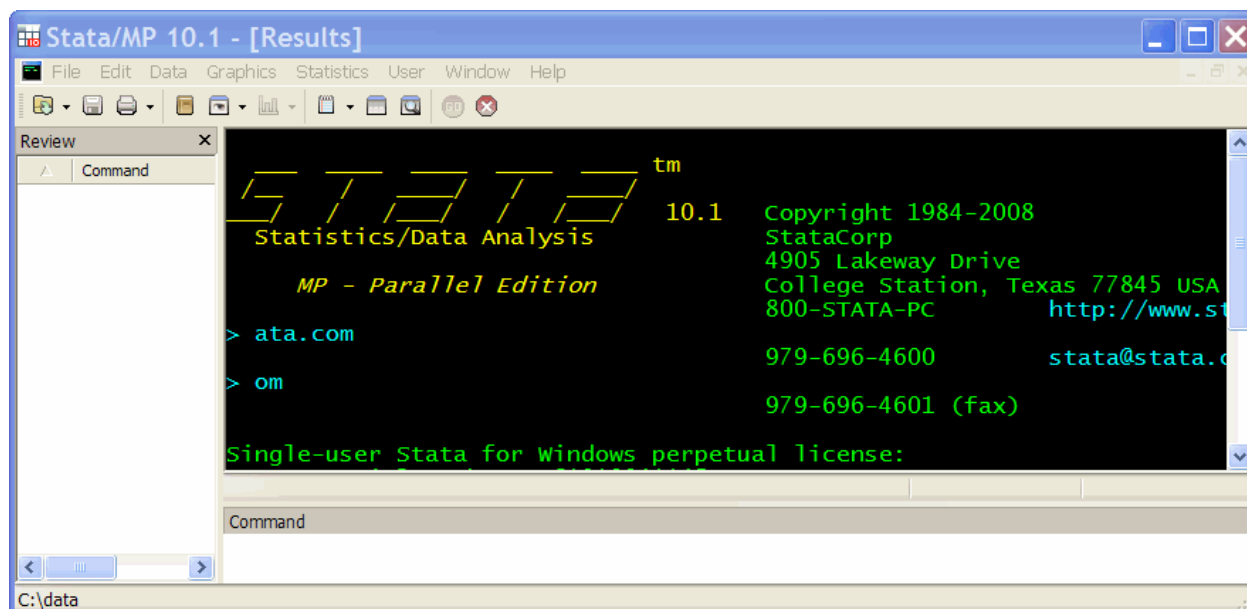 Stata/MP 10.1 - [Results]
File Edit Data Graphics Statistics User Window Help
Review
Command
STATA tm
10.1 Copyright 1984-2008
Statistics/Data Analysis StataCorp
4905 Lakeway Drive
MP - Parallel Edition College Station, Texas 77845 USA
800-STATA-PC http://www.st
> ata.com
979-696-4600 stata@stata.c
> om
979-696-4601 (fax)
Single-user Stata for Windows perpetual license:
Command
C:\data